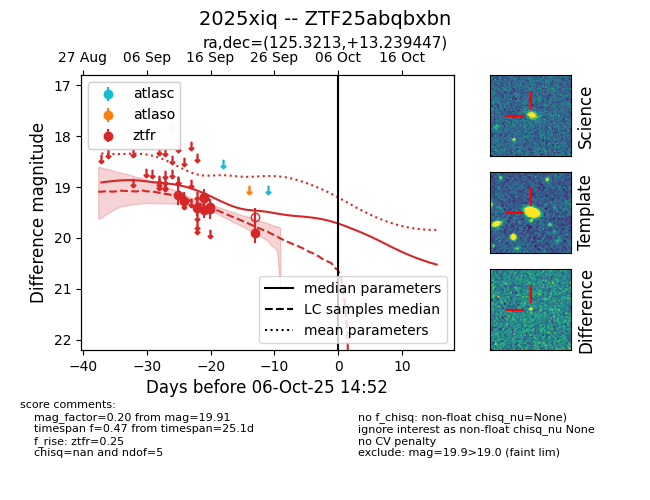 2025xiq -- ZTF25abqbxbn
ra,dec=(125.3213,+13.239447)
27 Aug 06 Sep 16 Sep 26 Sep 06 Oct 16 Oct
17
18
19
20
21
22
Difference magnitude
atlasc
atlaso
ztfr
median parameters
LC samples median
mean parameters
−40 −30 −20 −10 0 10
Days before 06-Oct-25 14:52
Science
Template
Difference
score comments:
mag_factor=0.20 from mag=19.91
timespan f=0.47 from timespan=25.1d
f_rise: ztfr=0.25
chisq=nan and ndof=5
no f_chisq: non-float chisq_nu=None)
ignore interest as non-float chisq_nu None
no CV penalty
exclude: mag=19.9>19.0 (faint lim)